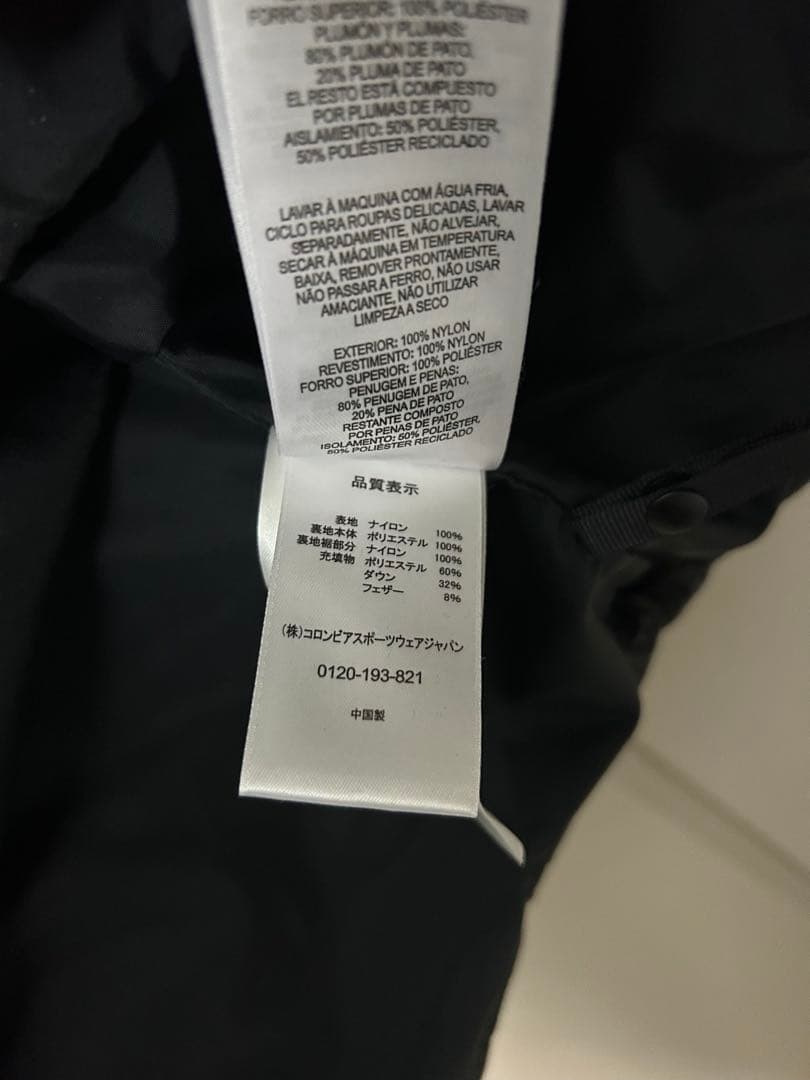 FORRO SUPERIOR: 100% POLIÉSTER
PLUMÓN Y PLUMAS:
80% PLUMÓN DE PATO,
20% PLUMA DE PATO
EL RESTO ESTÁ COMPUESTO
POR PLUMAS DE PATO
AISLAMIENTO: 50% POLIÉSTER,
50% POLIÉSTER RECICLADO
LAVAR À MAQUINA COM ÁGUA FRIA,
CICLO PARA ROUPAS DELICADAS, LAVAR
SEPARADAMENTE, NÃO ALVEJAR,
SECAR À MÁQUINA EM TEMPERATURA
BAIXA, REMOVER PRONTAMENTE,
NÃO PASSAR A FERRO, NÃO USAR
AMACIANTE, NÃO UTILIZAR
LIMPEZA A SECO
EXTERIOR: 100% NYLON
REVESTIMENTO: 100% NYLON
FORRO SUPERIOR: 100% POLIÉSTER
PENUGEM E PENAS:
80% PENUGEM DE PATO,
20% PENA DE PATO
RESTANTE COMPOSTO
POR PENAS DE PATO
ISOLAMENTO: 50% POLIÉSTER,
50% POLIÉSTER RECICLADO
品質表示
表地 ナイロン 100%
裏地本体 ポリエステル 100%
裏地裾部分 ナイロン 100%
充填物 ポリエステル 60%
ダウン 32%
フェザー 8%
(株)コロンビアスポーツウェアジャパン
0120-193-821
中国製